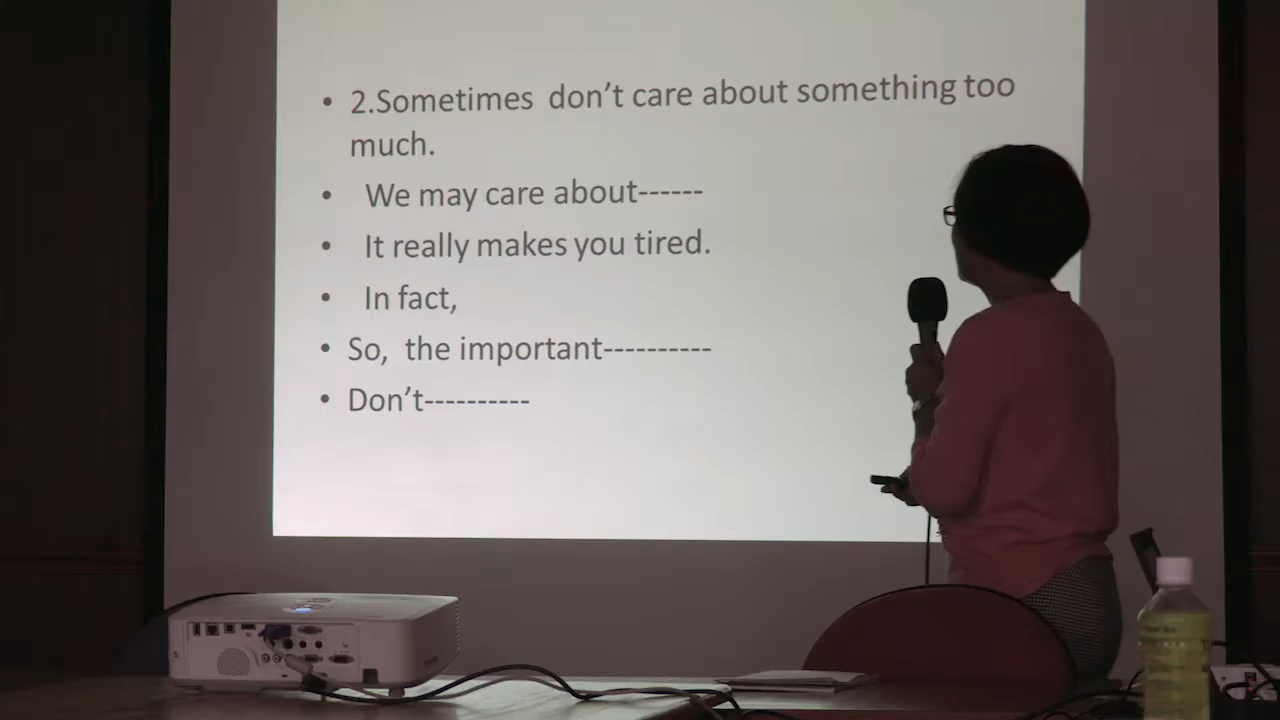 • 2.Sometimes don't care about something too
much.
• We may care about------
• It really makes you tired.
• In fact,
• So, the important----------
• Don't----------